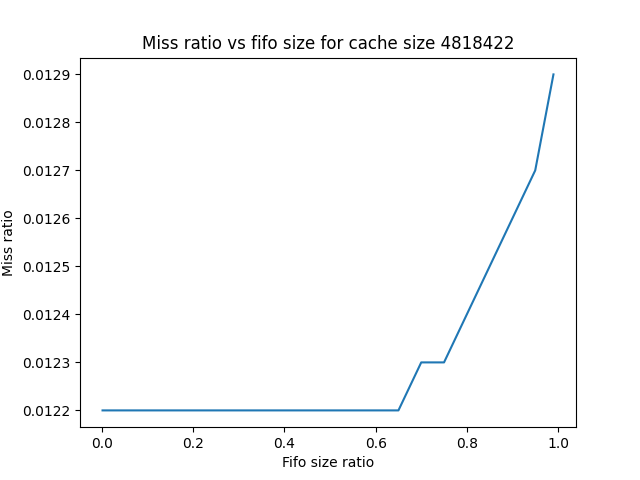 Miss ratio vs fifo size for cache size 4818422
0.0129
0.0128
0.0127
0.0126
0.0125
0.0124
0.0123
0.0122
Miss ratio
0.0 0.2 0.4 0.6 0.8 1.0
Fifo size ratio